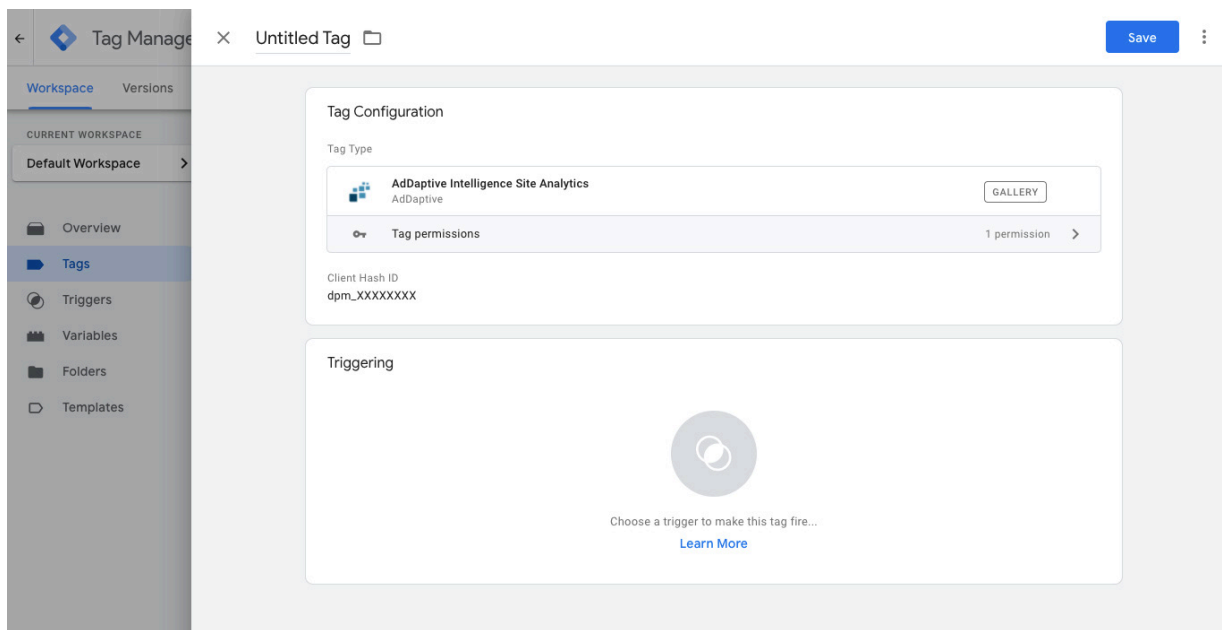 Tag Manage
Untitled Tag
Save
Workspace Versions
CURRENT WORKSPACE
Default Workspace
Overview
Tags
Triggers
Variables
Folders
Templates
Tag Configuration
Tag Type
AdDaptive Intelligence Site Analytics
AdDaptive
GALLERY
Tag permissions
1 permission
Client Hash ID
dpm_XXXXXXXX
Triggering
Choose a trigger to make this tag fire...
Learn More